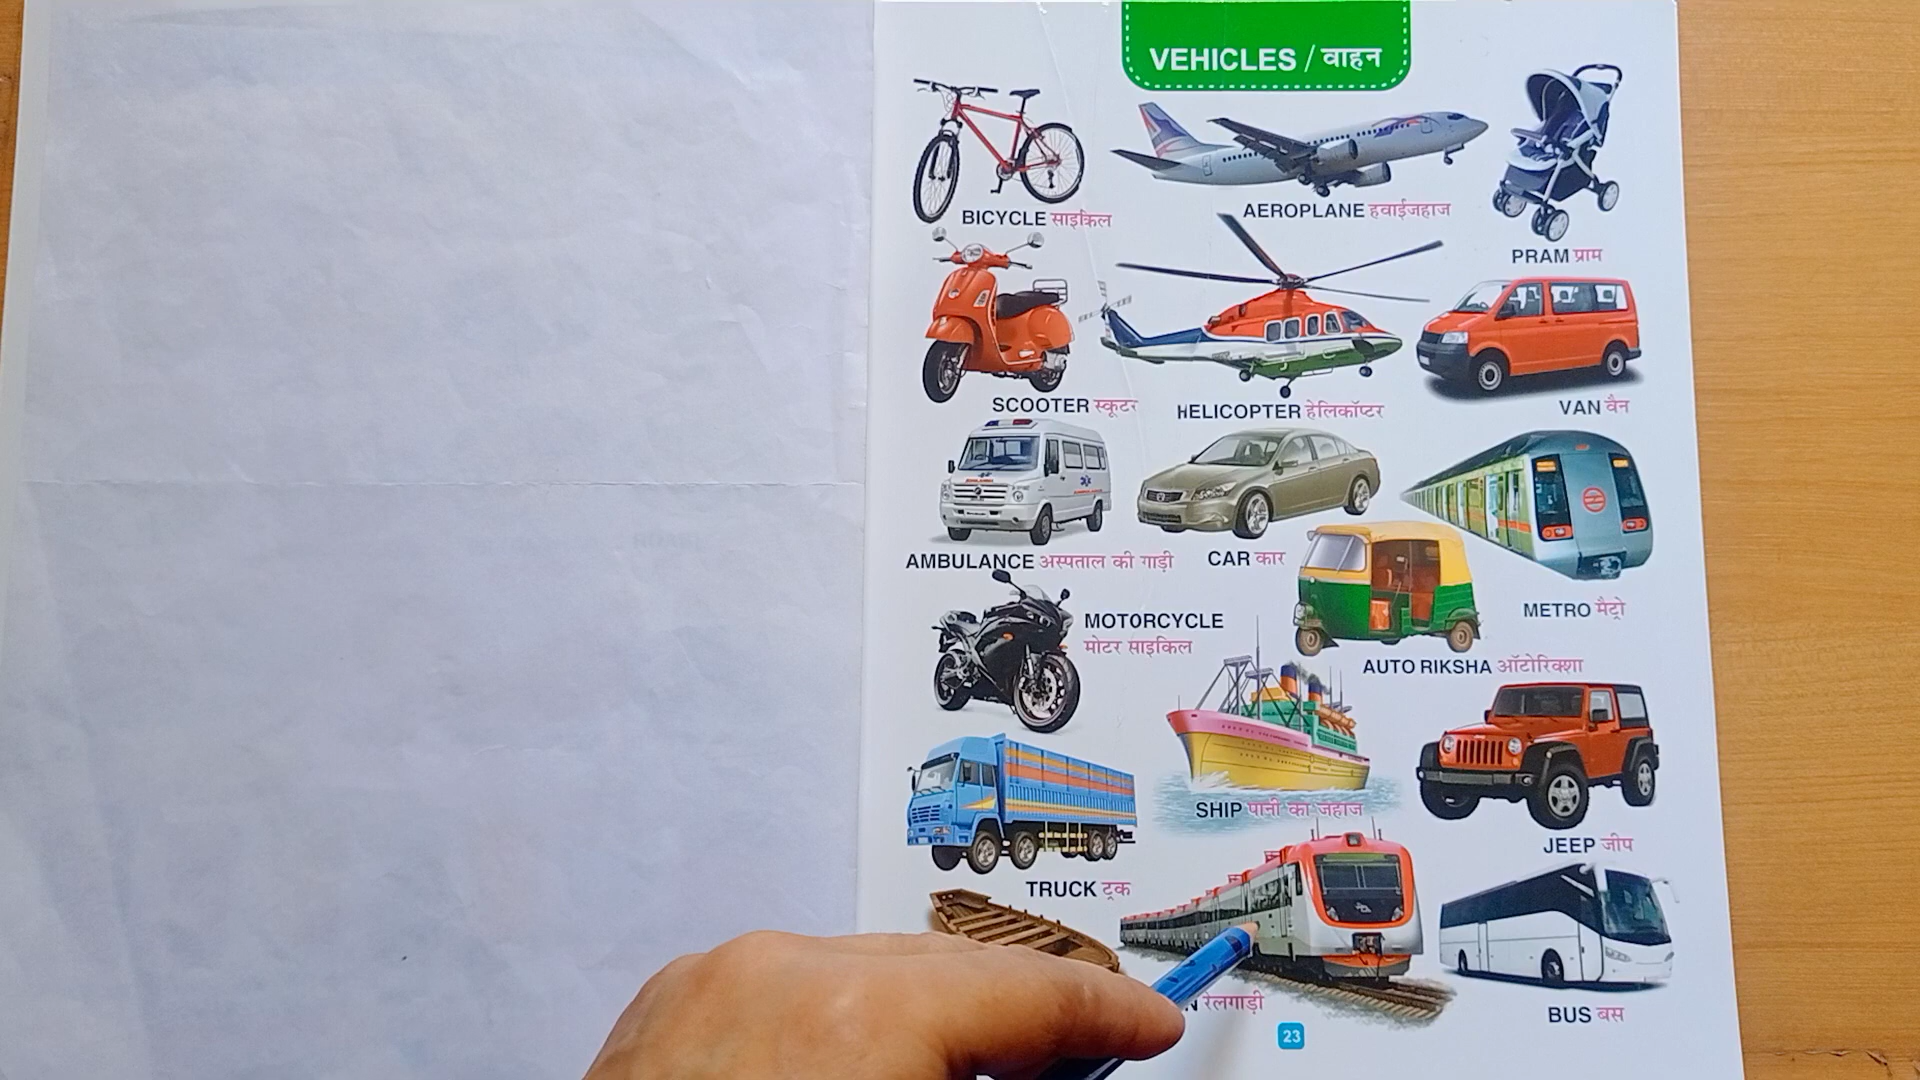 VEHICLES / वाहन
BICYCLE साइकिल
AEROPLANE हवाईजहाज
PRAM प्राम
SCOOTER स्कूटर
HELICOPTER हेलिकॉप्टर
VAN वैन
AMBULANCE अस्पताल की गाड़ी
CAR कार
METRO मैट्रो
MOTORCYCLE
मोटर साइकिल
AUTO RIKSHA ऑटोरिक्शा
SHIP पानी का जहाज
JEEP जीप
TRUCK ट्रक
N रेलगाड़ी
BUS बस
23